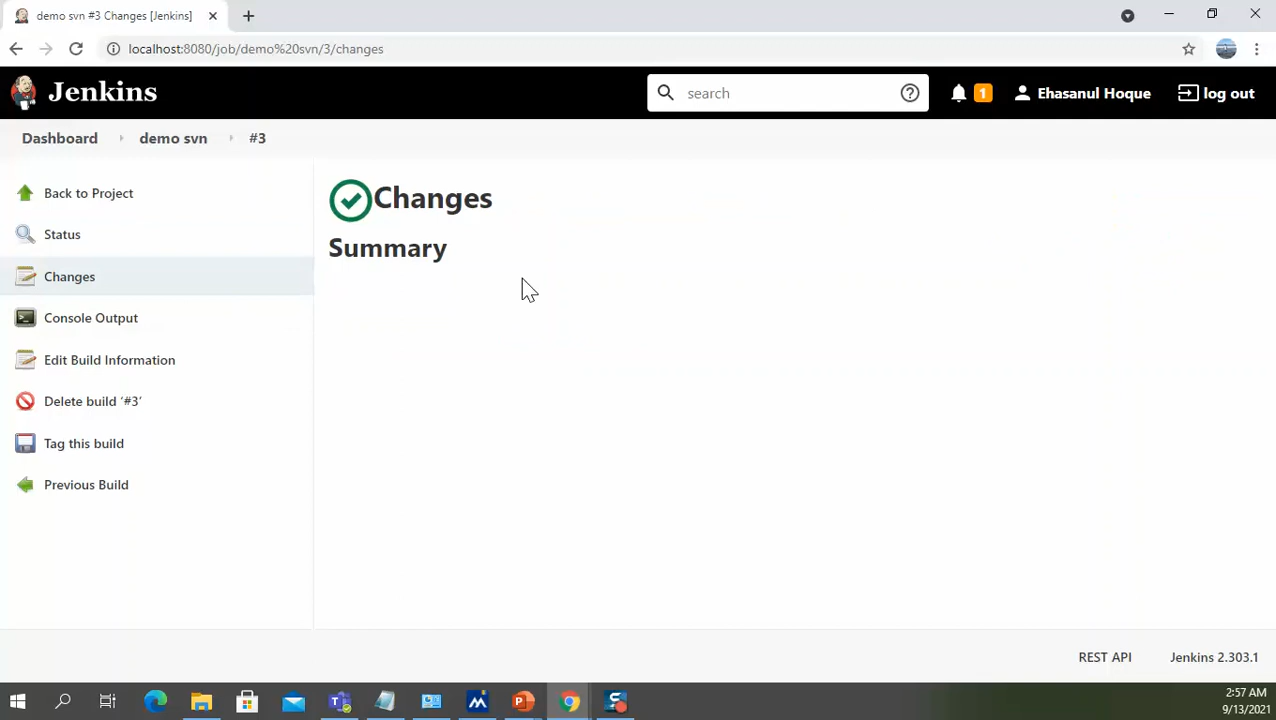 demo svn #3 Changes [Jenkins]
localhost:8080/job/demo%20svn/3/changes
Jenkins
search
1
Ehasanul Hoque
log out
Dashboard
demo svn
#3
Back to Project
Status
Changes
Console Output
Edit Build Information
Delete build ‘#3’
Tag this build
Previous Build
Changes
Summary
REST API
Jenkins 2.303.1
2:57 AM
9/13/2021